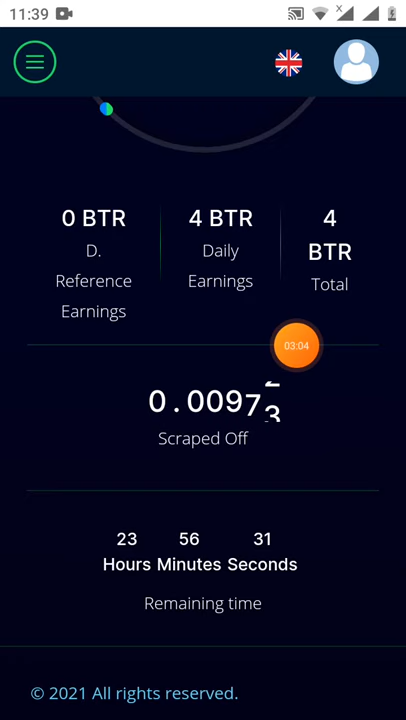 11:39
0 BTR
D.
Reference
Earnings
4 BTR
Daily
Earnings
4
BTR
Total
03:04
0.0097
Scraped Off
23 56 31
Hours Minutes Seconds
Remaining time
© 2021 All rights reserved.